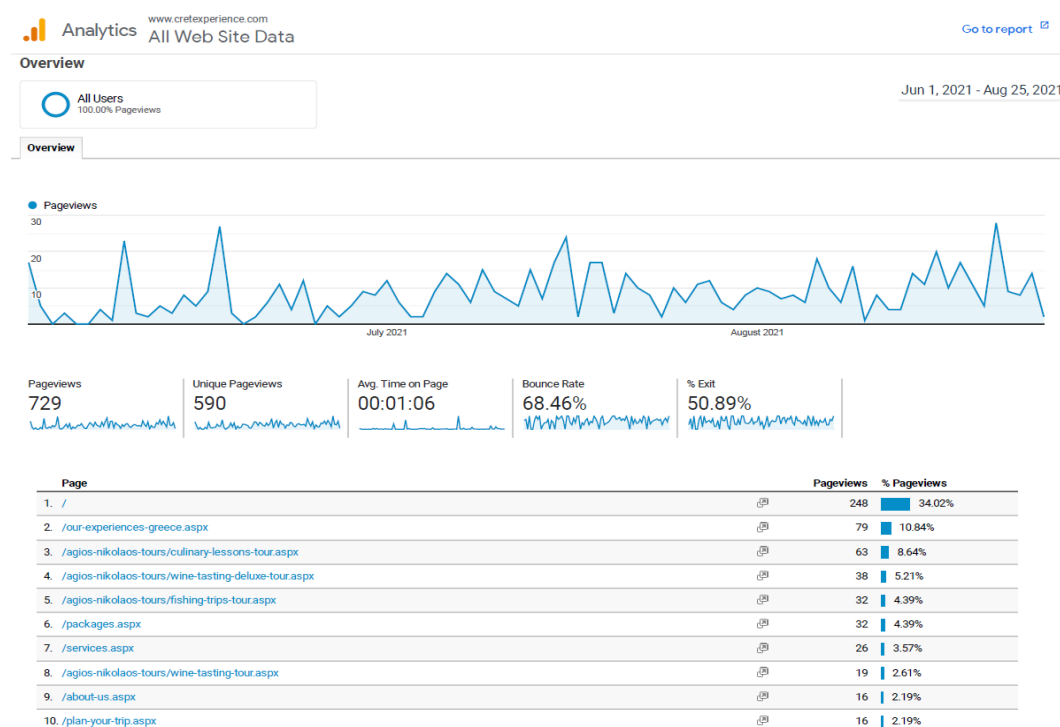 www.cretexperience.com
Analytics All Web Site Data
Go to report
Overview
All Users
100.00% Pageviews
Jun 1, 2021 - Aug 25, 2021
Overview
Pageviews
30
20
10
July 2021
August 2021
Pageviews
729
Unique Pageviews
590
Avg. Time on Page
00:01:06
Bounce Rate
68.46%
% Exit
50.89%
Page Pageviews % Pageviews
1. / 248 34.02%
2. /our-experiences-greece.aspx 79 10.84%
3. /agios-nikolaos-tours/culinary-lessons-tour.aspx 63 8.64%
4. /agios-nikolaos-tours/wine-tasting-deluxe-tour.aspx 38 5.21%
5. /agios-nikolaos-tours/fishing-trips-tour.aspx 32 4.39%
6. /packages.aspx 32 4.39%
7. /services.aspx 26 3.57%
8. /agios-nikolaos-tours/wine-tasting-tour.aspx 19 2.61%
9. /about-us.aspx 16 2.19%
10. /plan-your-trip.aspx 16 2.19%